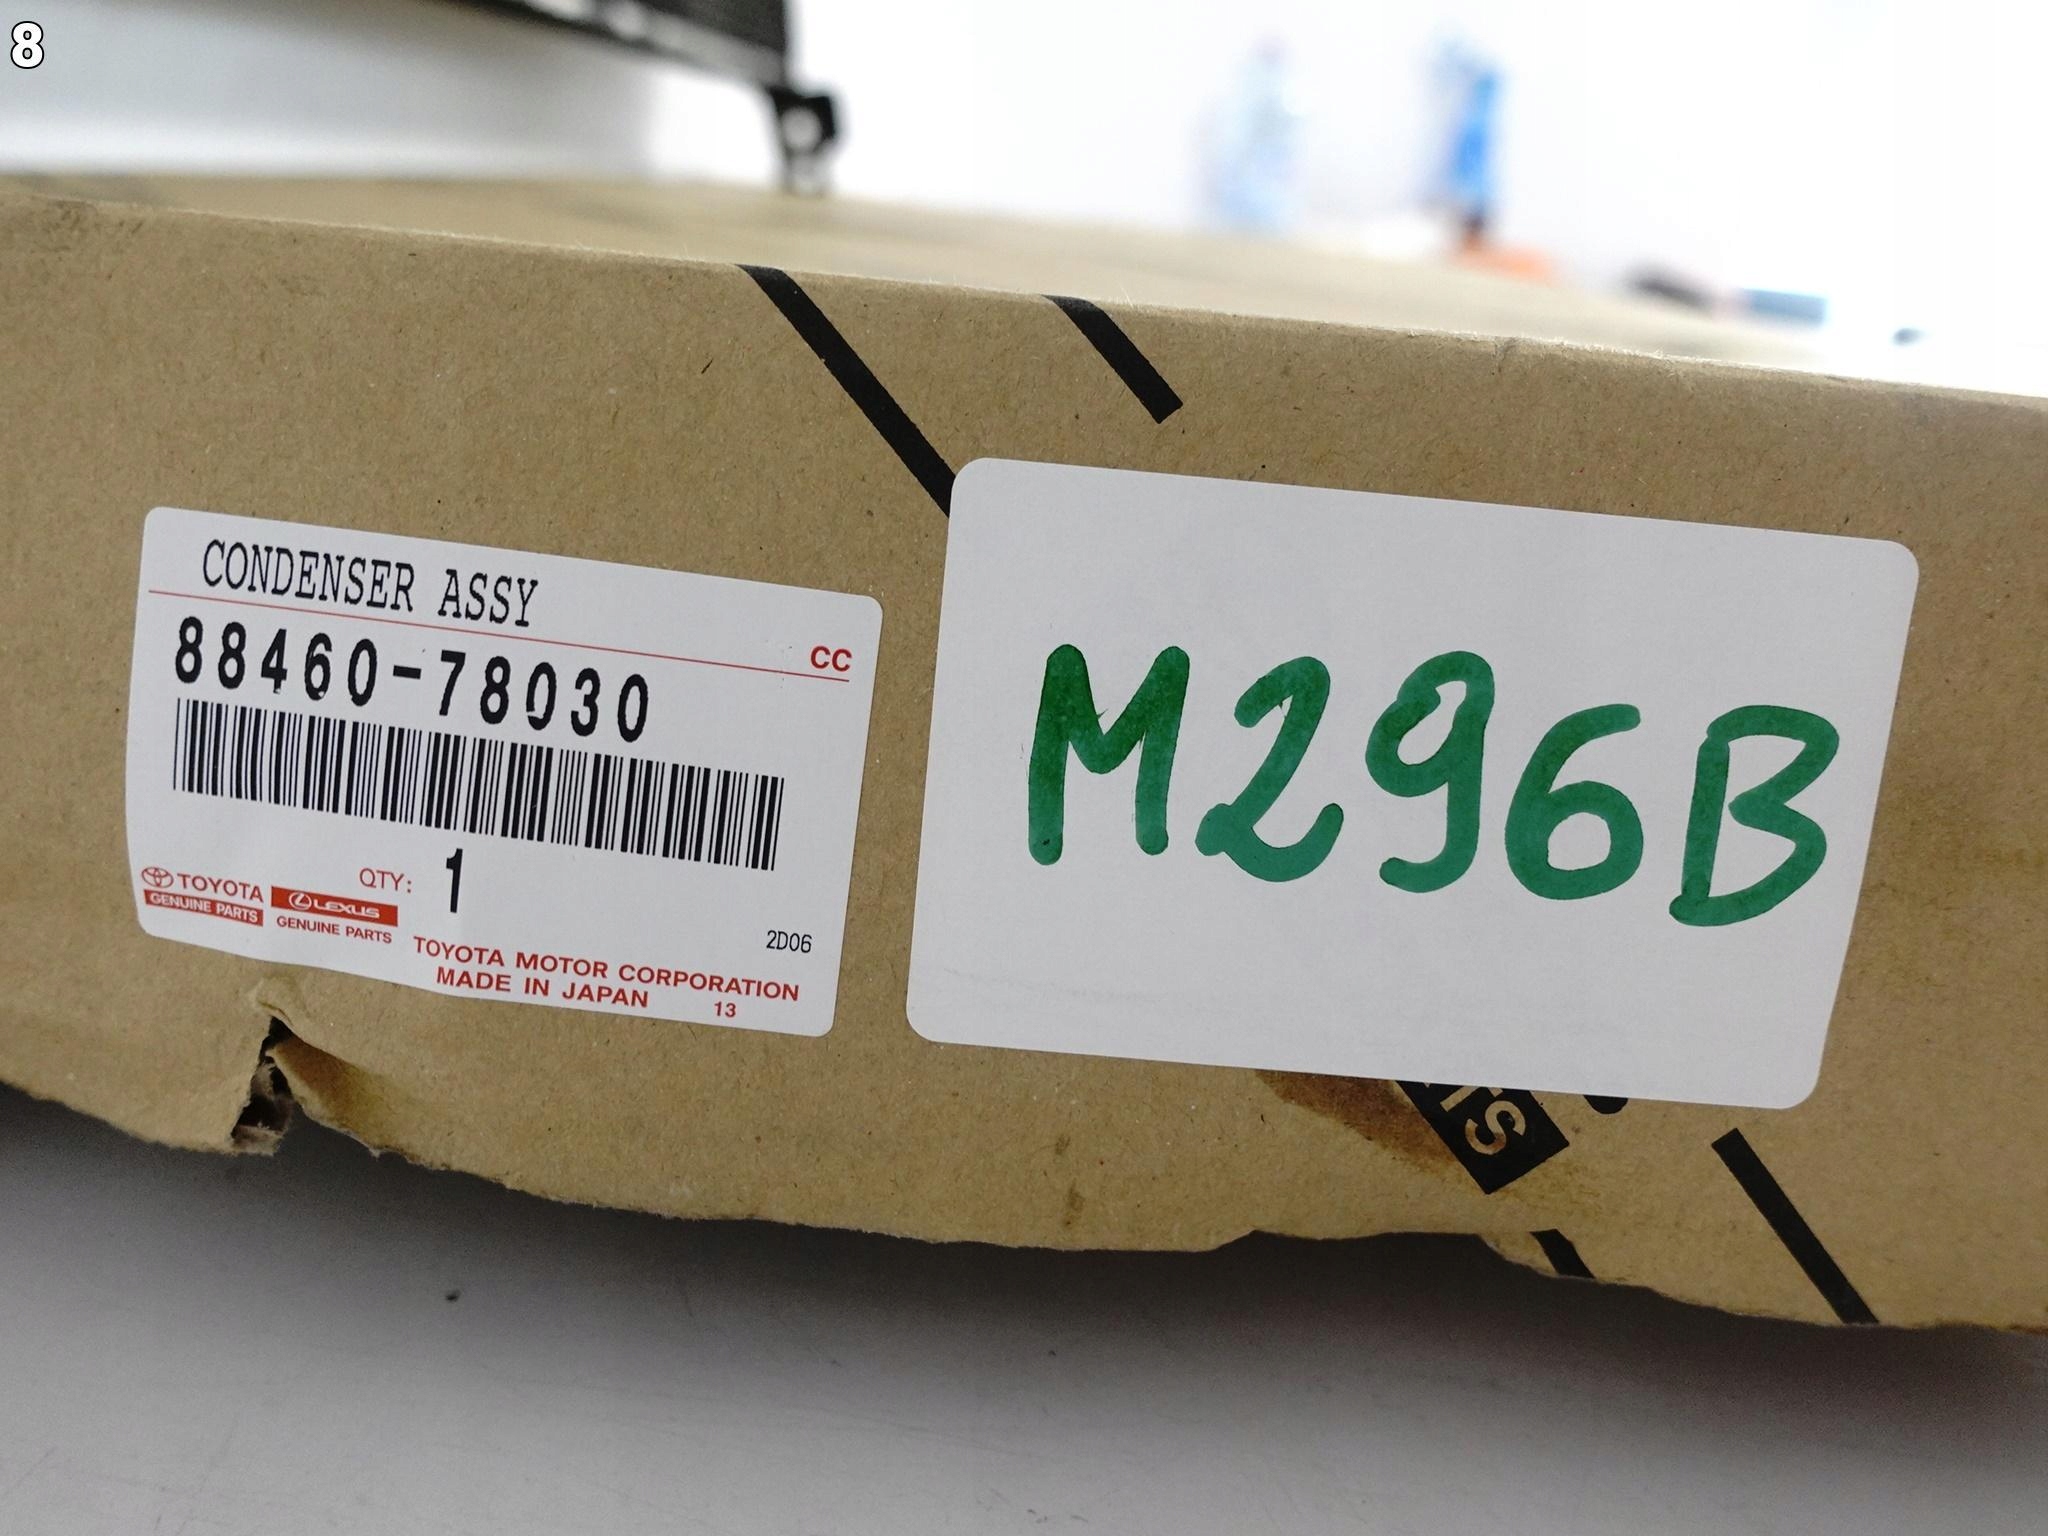 8
CONDENSER ASSY
CC
88460-78030
QTY: 1
TOYOTA
GENUINE PARTS
LEXUS
GENUINE PARTS
2D06
TOYOTA MOTOR CORPORATION
MADE IN JAPAN 13
M296B